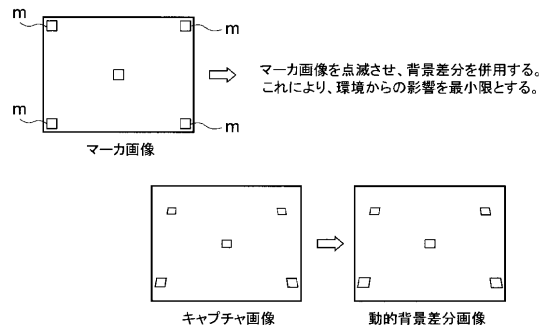 m
m
マーカ画像を点滅させ、背景差分を併用する。
これにより、環境からの影響を最小限とする。
m
m
マーカ画像
キャプチャ画像
動的背景差分画像